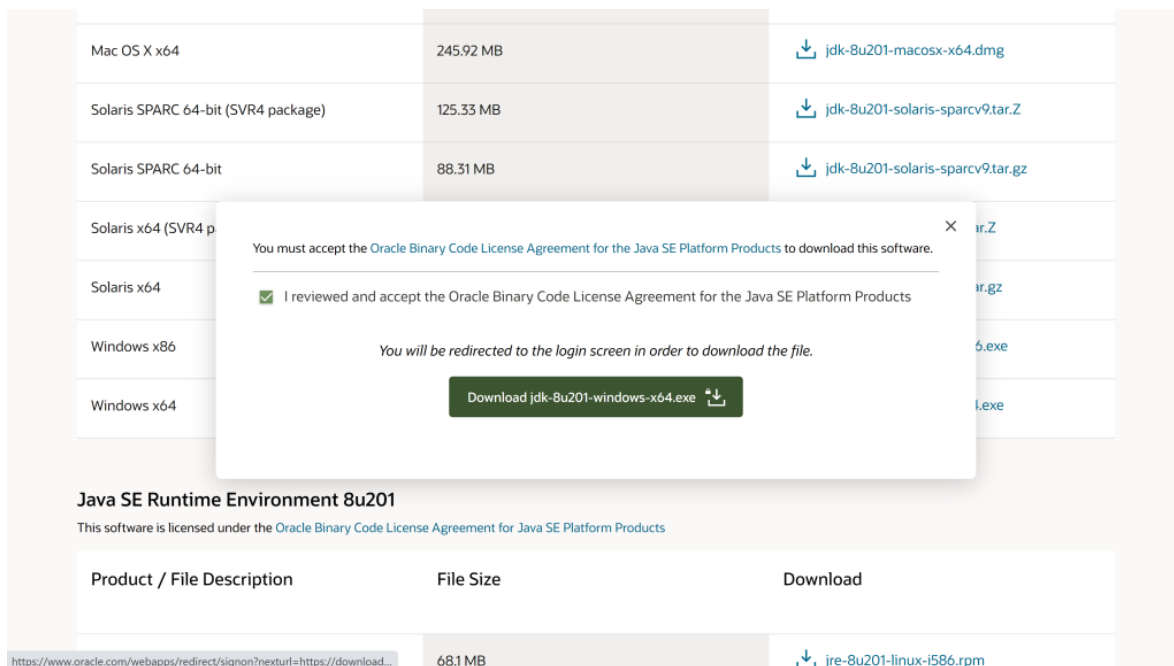 Mac OS X x64 245.92 MB jdk-8u201-macosx-x64.dmg
Solaris SPARC 64-bit (SVR4 package) 125.33 MB jdk-8u201-solaris-sparcv9.tar.Z
Solaris SPARC 64-bit 88.31 MB jdk-8u201-solaris-sparcv9.tar.gz
Solaris x64 (SVR4 p ar.Z
You must accept the Oracle Binary Code License Agreement for the Java SE Platform Products to download this software.
Solaris x64 ar.gz
I reviewed and accept the Oracle Binary Code License Agreement for the Java SE Platform Products
Windows x86 6.exe
You will be redirected to the login screen in order to download the file.
Windows x64 .exe
Download jdk-8u201-windows-x64.exe
Java SE Runtime Environment 8u201
This software is licensed under the Oracle Binary Code License Agreement for Java SE Platform Products
Product / File Description File Size Download
https://www.oracle.com/webapps/redirect/signon?nexturl=https://download... 68.1 MB jre-8u201-linux-i586.rpm